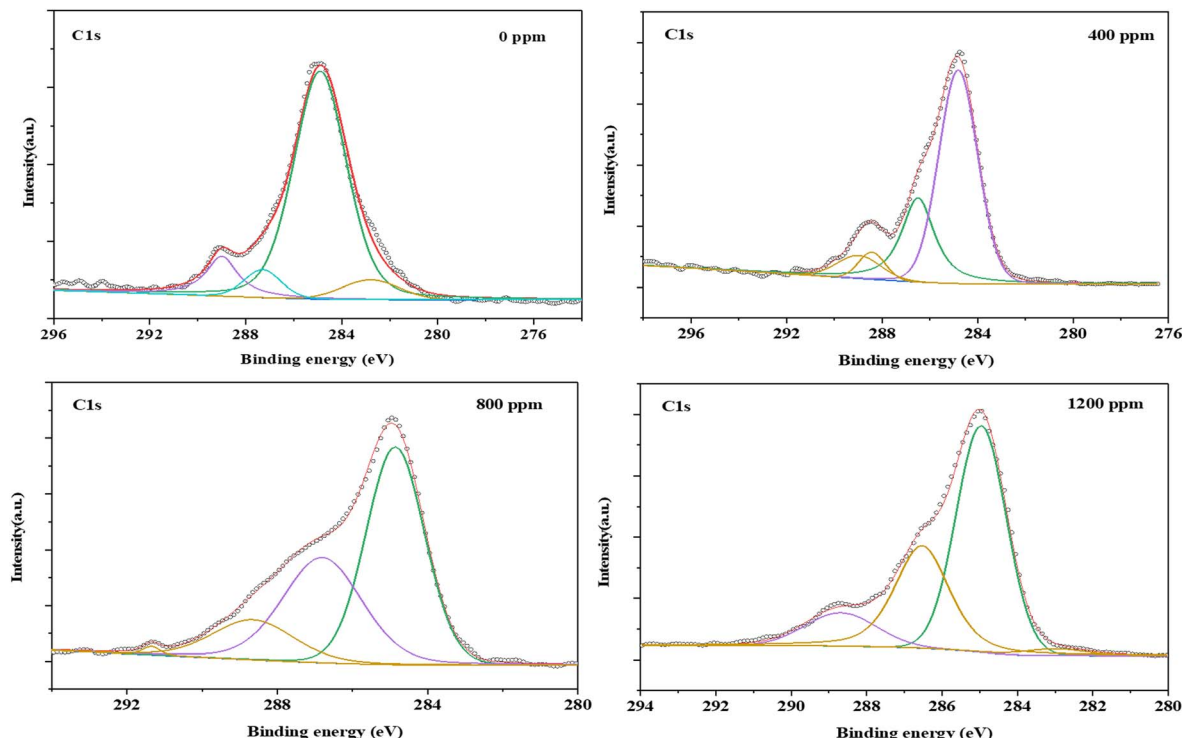 C1s
0 ppm
Intensity(a.u.)
296 292 288 284 280 276
Binding energy (eV)
C1s
400 ppm
Intensity(a.u.)
296 292 288 284 280 276
Binding energy (eV)
C1s
800 ppm
Intensity(a.u.)
292 288 284 280
Binding energy (eV)
C1s
1200 ppm
Intensity(a.u.)
294 292 290 288 286 284 282 280
Binding energy (eV)